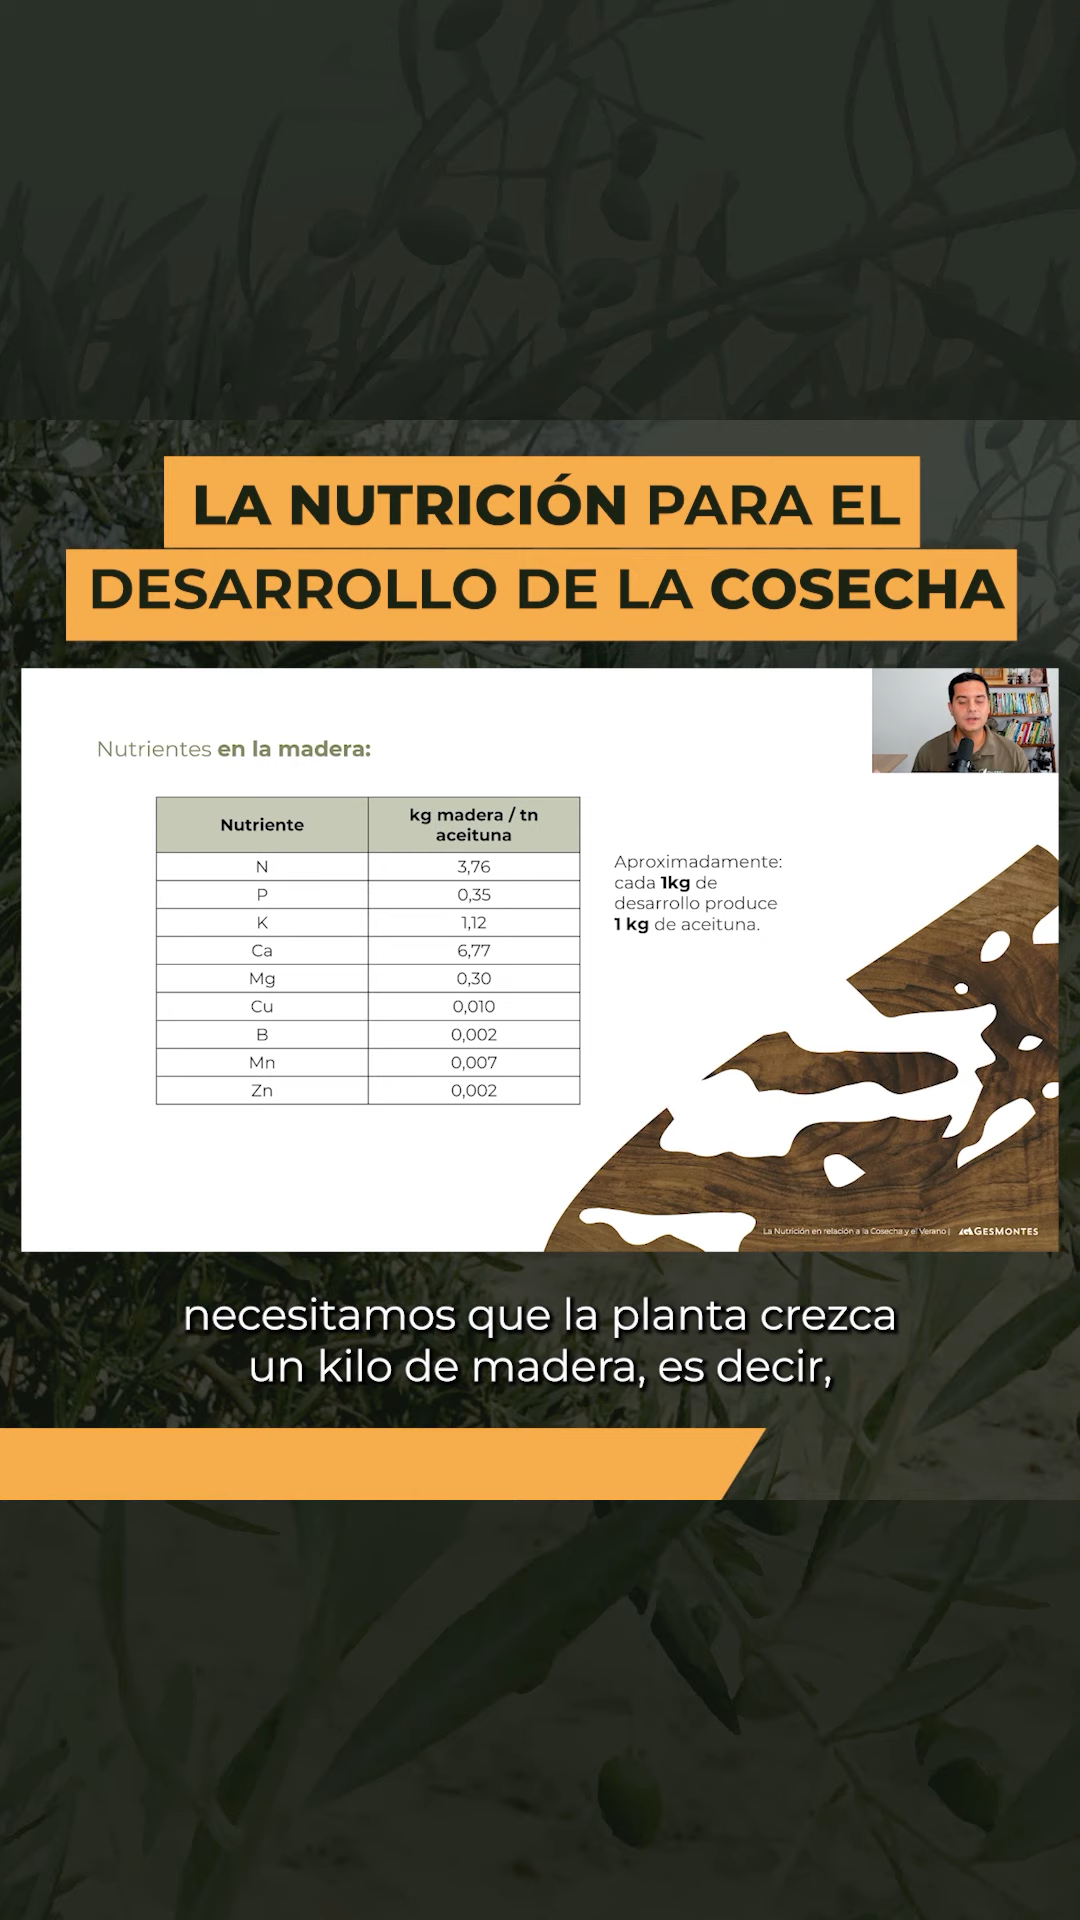 LA NUTRICIÓN PARA EL
DESARROLLO DE LA COSECHA
Nutrientes en la madera:
Nutriente
kg madera / tn
aceituna
N 3,76
P 0,35
K 1,12
Ca 6,77
Mg 0,30
Cu 0,010
B 0,002
Mn 0,007
Zn 0,002
Aproximadamente:
cada 1kg de
desarrollo produce
1 kg de aceituna.
La Nutrición en relación a la Cosecha y el Verano | GESMONTES
necesitamos que la planta crezca
un kilo de madera, es decir,